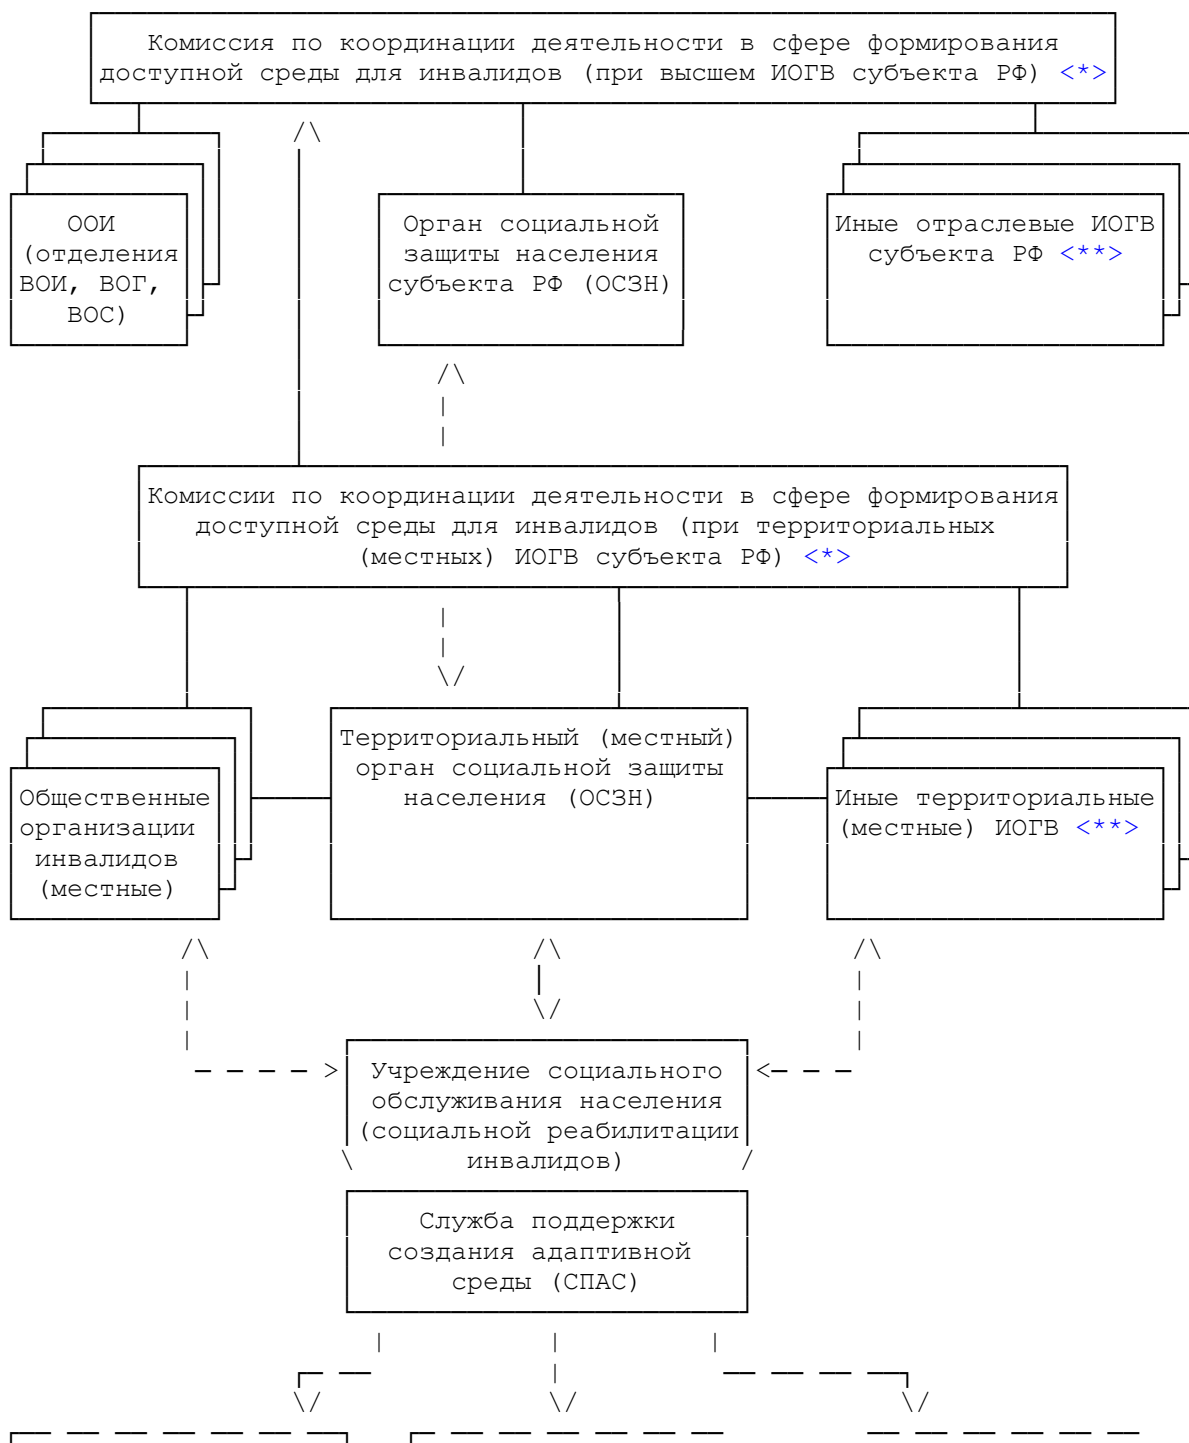 Комиссия по координации деятельности в сфере формирования
доступной среды для инвалидов (при высшем ИОГВ субъекта РФ) <*>
ООИ
(отделения
ВОИ, ВОГ,
ВОС)
Орган социальной
защиты населения
субъекта РФ (ОСЗН)
Иные отраслевые ИОГВ
субъекта РФ <**>
Комиссии по координации деятельности в сфере формирования
доступной среды для инвалидов (при территориальных
(местных) ИОГВ субъекта РФ) <*>
Общественные
организации
инвалидов
(местные)
Территориальный (местный)
орган социальной защиты
населения (ОСЗН)
Иные территориальные
(местные) ИОГВ <**>
Учреждение социального
обслуживания населения
(социальной реабилитации
инвалидов)
Служба поддержки
создания адаптивной
среды (СПАС)